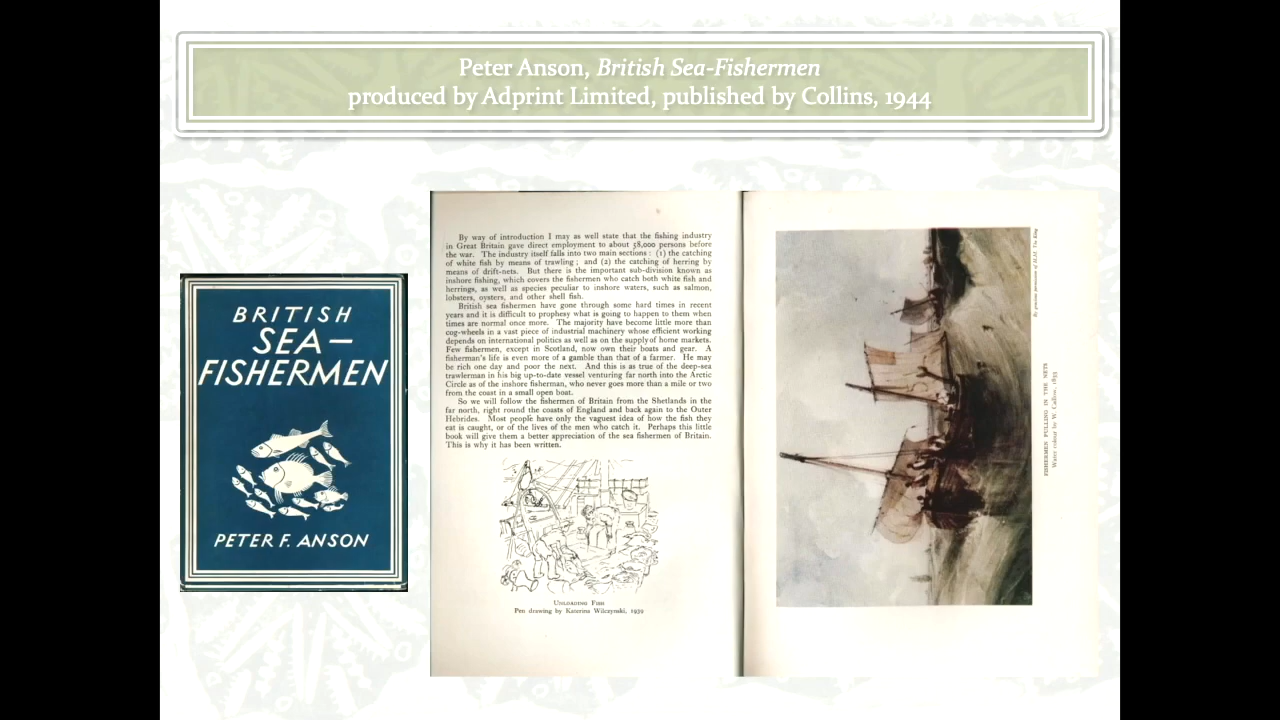 Peter Anson, British Sea-Fishermen
produced by Adprint Limited, published by Collins, 1944
BRITISH
SEA-
FISHERMEN
PETER F. ANSON
By way of introduction I may as well state that the fishing industry
in Great Britain gave direct employment to about 58,000 persons before
the war. The industry itself falls into two main sections: (1) the catching
of white fish by means of trawling; and (2) the catching of herring by
means of drift-nets. But there is the important sub-division known as
inshore fishing, which covers the fishermen who catch both white fish and
herrings, as well as species peculiar to inshore waters, such as salmon,
lobsters, oysters, and other shell fish.
British sea fishermen have gone through some hard times in recent
years and it is difficult to prophesy what is going to happen to them when
times are normal once more. The majority have become little more than
cog-wheels in a vast piece of industrial machinery whose efficient working
depends on international politics as well as on the supply of home markets.
Few fishermen, except in Scotland, now own their boats and gear. A
fisherman's life is even more of a gamble than that of a farmer. He may
be rich one day and poor the next. And this is as true of the deep-sea
trawlerman in his big up-to-date vessel venturing far north into the Arctic
Circle as of the inshore fisherman, who never goes more than a mile or two
from the coast in a small open boat.
So we will follow the fishermen of Britain from the Shetlands in the
far north, right round the coasts of England and back again to the Outer
Hebrides. Most people have only the vaguest idea of how the fish they
eat is caught, or of the lives of the men who catch it. Perhaps this little
book will give them a better appreciation of the sea fishermen of Britain.
This is why it has been written.
UNLOADING FISH
Pen drawing by Katerina Wilczynski, 1939
By gracious permission of H.M. The King
FISHERMEN PULLING IN THE NETS
Water colour by W. Callow,